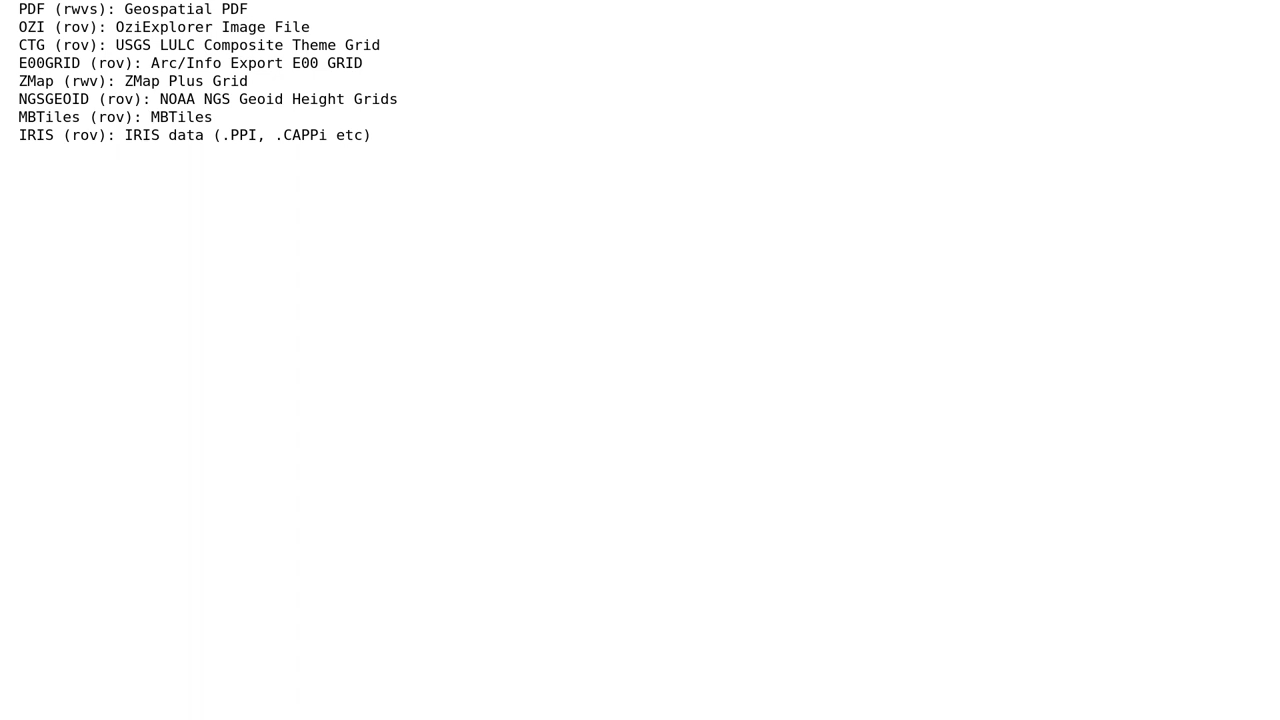 PDF (rwvs): Geospatial PDF
OZI (rov): OziExplorer Image File
CTG (rov): USGS LULC Composite Theme Grid
E00GRID (rov): Arc/Info Export E00 GRID
ZMap (rwv): ZMap Plus Grid
NGSGEOID (rov): NOAA NGS Geoid Height Grids
MBTiles (rov): MBTiles
IRIS (rov): IRIS data (.PPI, .CAPPi etc)